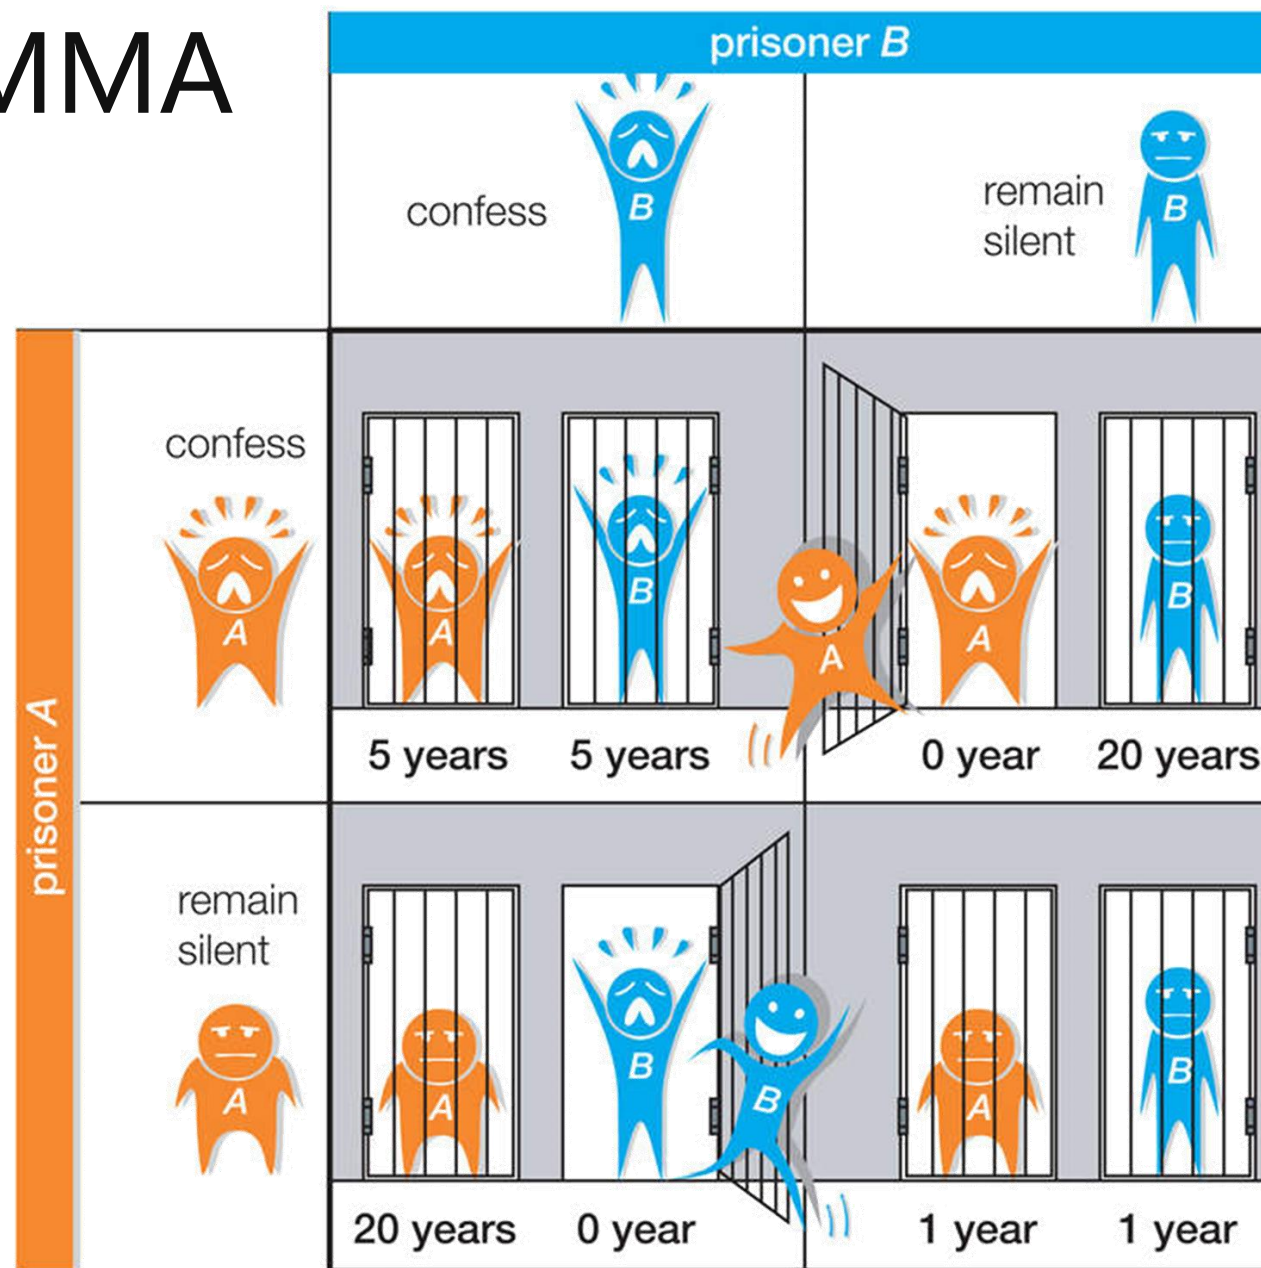 MMA
prisoner B
confess
B
remain
silent
B
prisoner A
confess
A
A
B
A
A
B
5 years
5 years
0 year
20 years
remain
silent
A
A
B
B
A
B
20 years
0 year
1 year
1 year